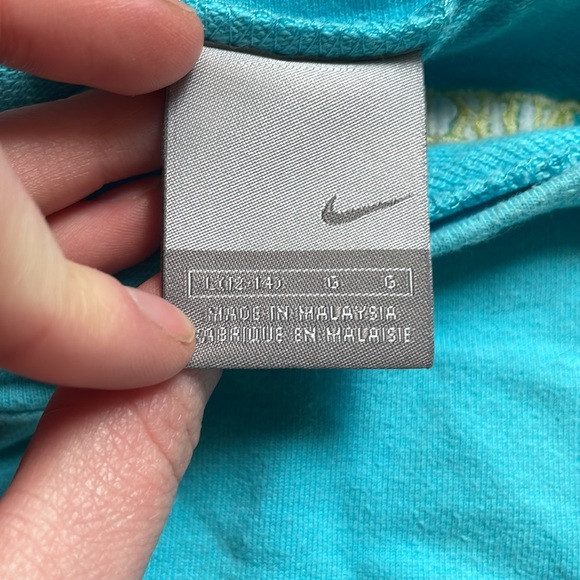 L(12-14) G G
MADE IN MALAYSIA
FABRIQUE EN MALAISIE